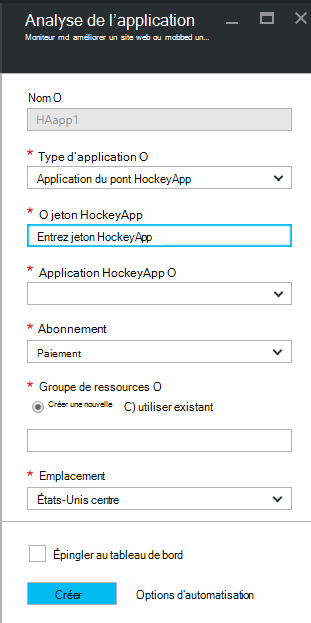 Analyse de l'application
Moniteur md améliorer un site web ou mobbed un...
Nom O
HAapp1
* Type d'application O
Application du pont HockeyApp
* O jeton HockeyApp
Entrez jeton HockeyApp
* Application HockeyApp O
* Abonnement
Paiement
* Groupe de ressources O
Créer une nouvelle C) utiliser existant
* Emplacement
États-Unis centre
Épingler au tableau de bord
Créer Options d'automatisation